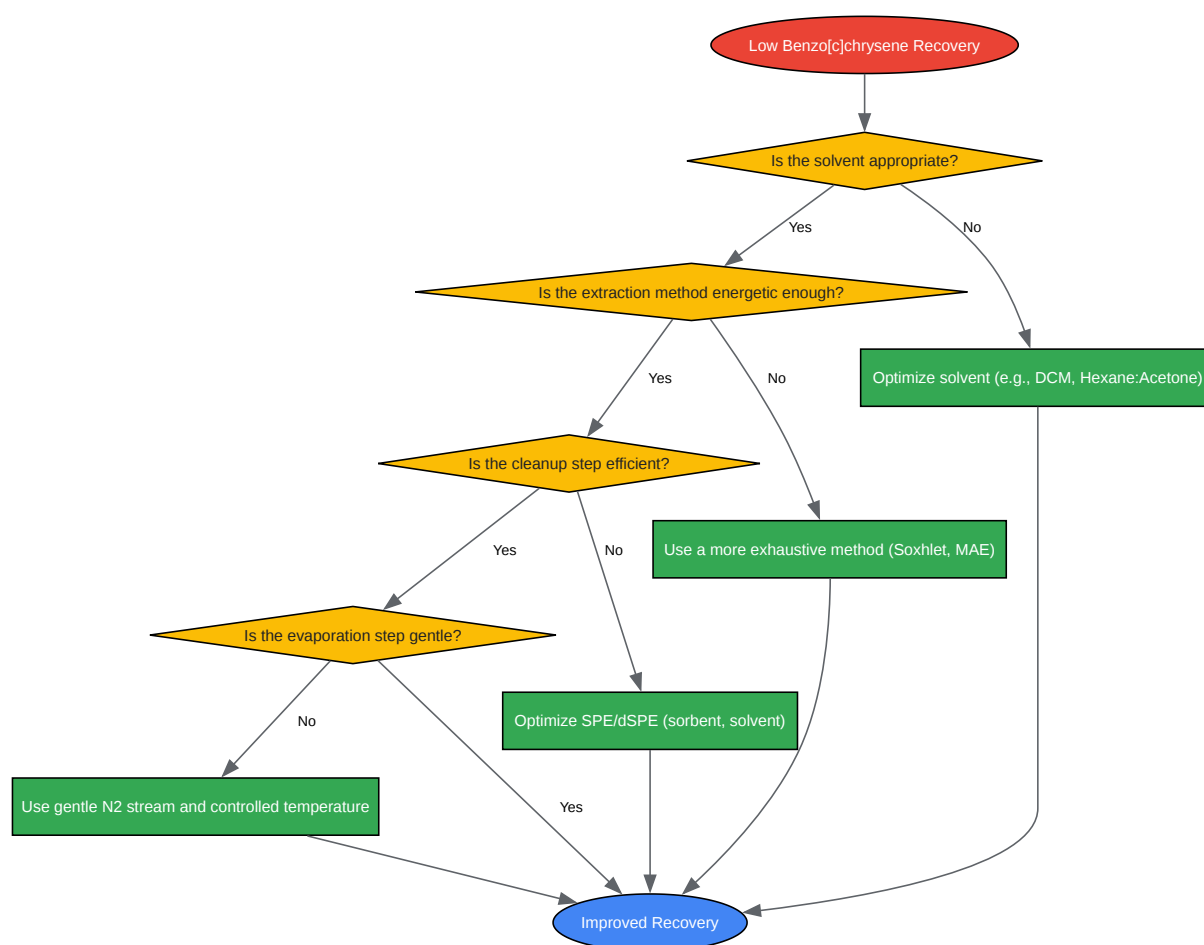 Low Benzo[c]chrysene Recovery
Is the solvent appropriate?
Yes
No
Is the extraction method energetic enough?
Optimize solvent (e.g., DCM, Hexane:Acetone)
Yes
No
Is the cleanup step efficient?
Yes
No
Use a more exhaustive method (Soxhlet, MAE)
Is the evaporation step gentle?
No
Optimize SPE/dSPE (sorbent, solvent)
Use gentle N2 stream and controlled temperature
Yes
Improved Recovery